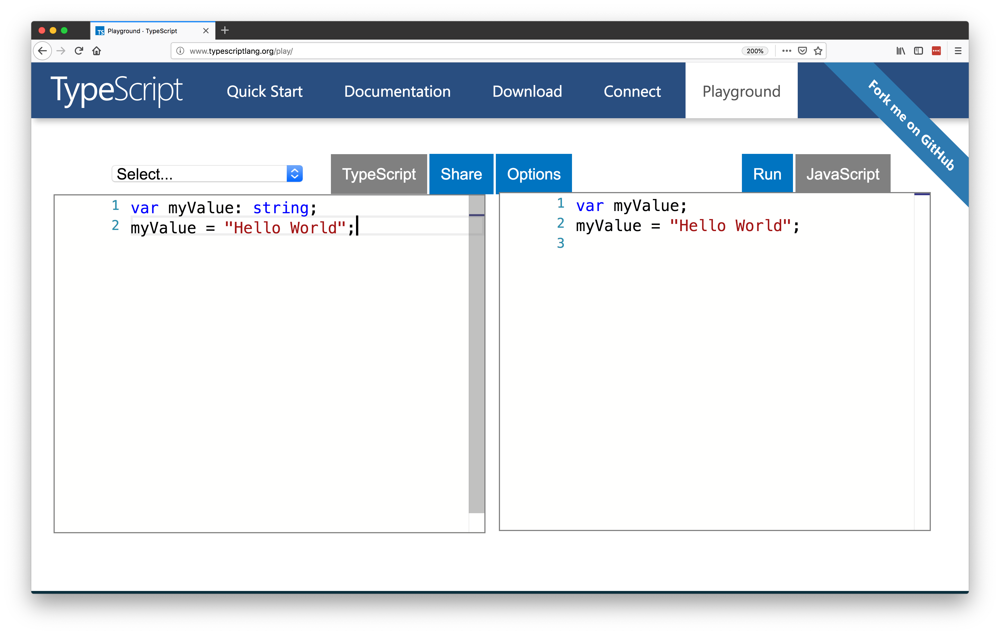 TS Playground · TypeScript
www.typescriptlang.org/play/ 200%
TypeScript Quick Start Documentation Download Connect Playground
Fork me on GitHub
Select... TypeScript Share Options Run JavaScript
1 var myValue: string;
2 myValue = "Hello World";
1 var myValue;
2 myValue = "Hello World";
3